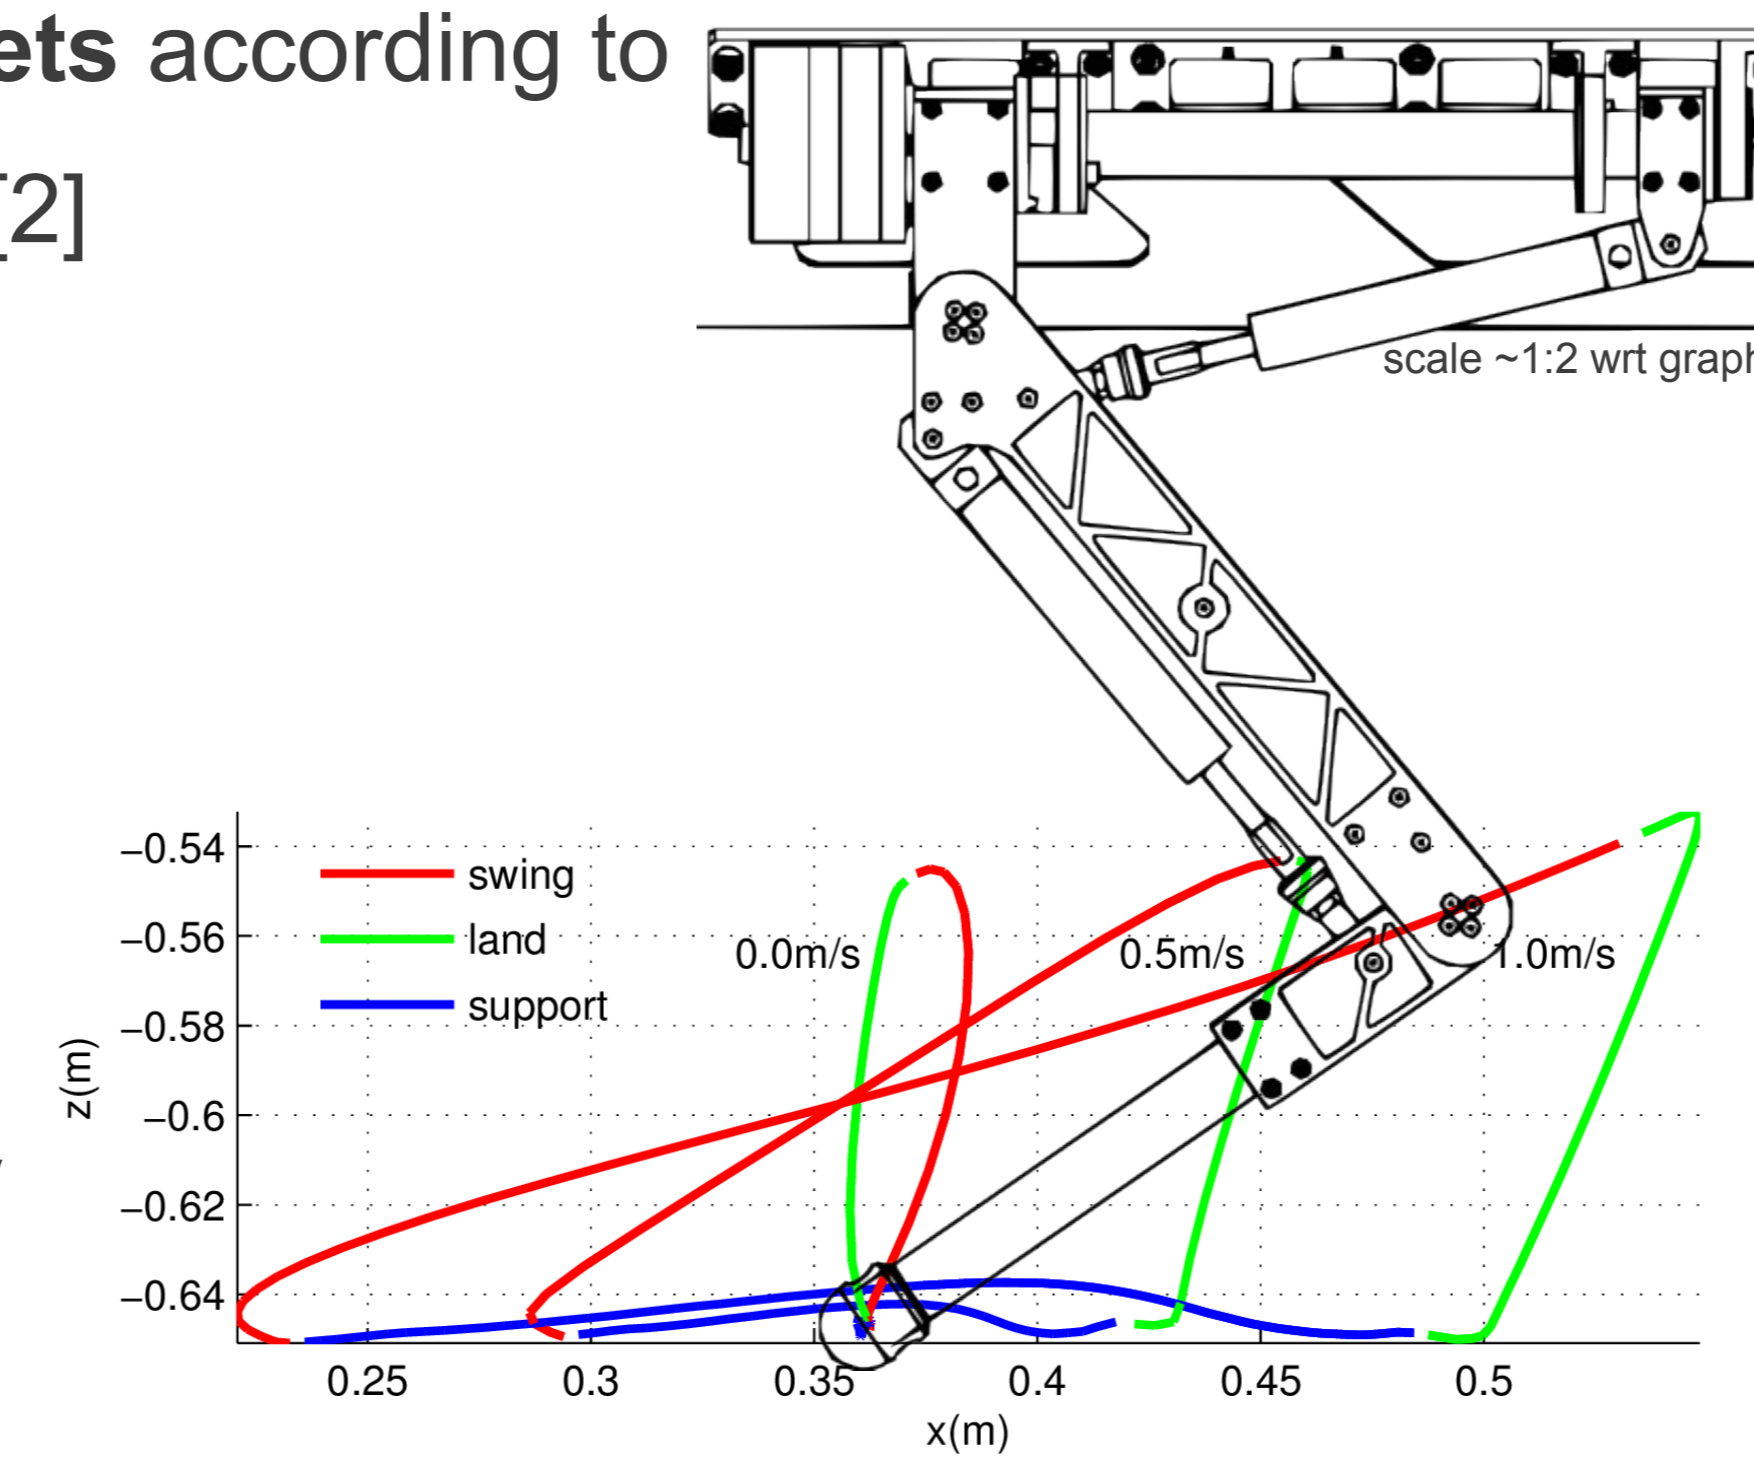 ets according to
[2]
scale ~1:2 wrt graph
−0.54
−0.56
−0.58
−0.6
−0.62
−0.64
z(m)
swing
land
support
0.0m/s
0.5m/s
1.0m/s
0.25
0.3
0.35
0.4
0.45
0.5
x(m)